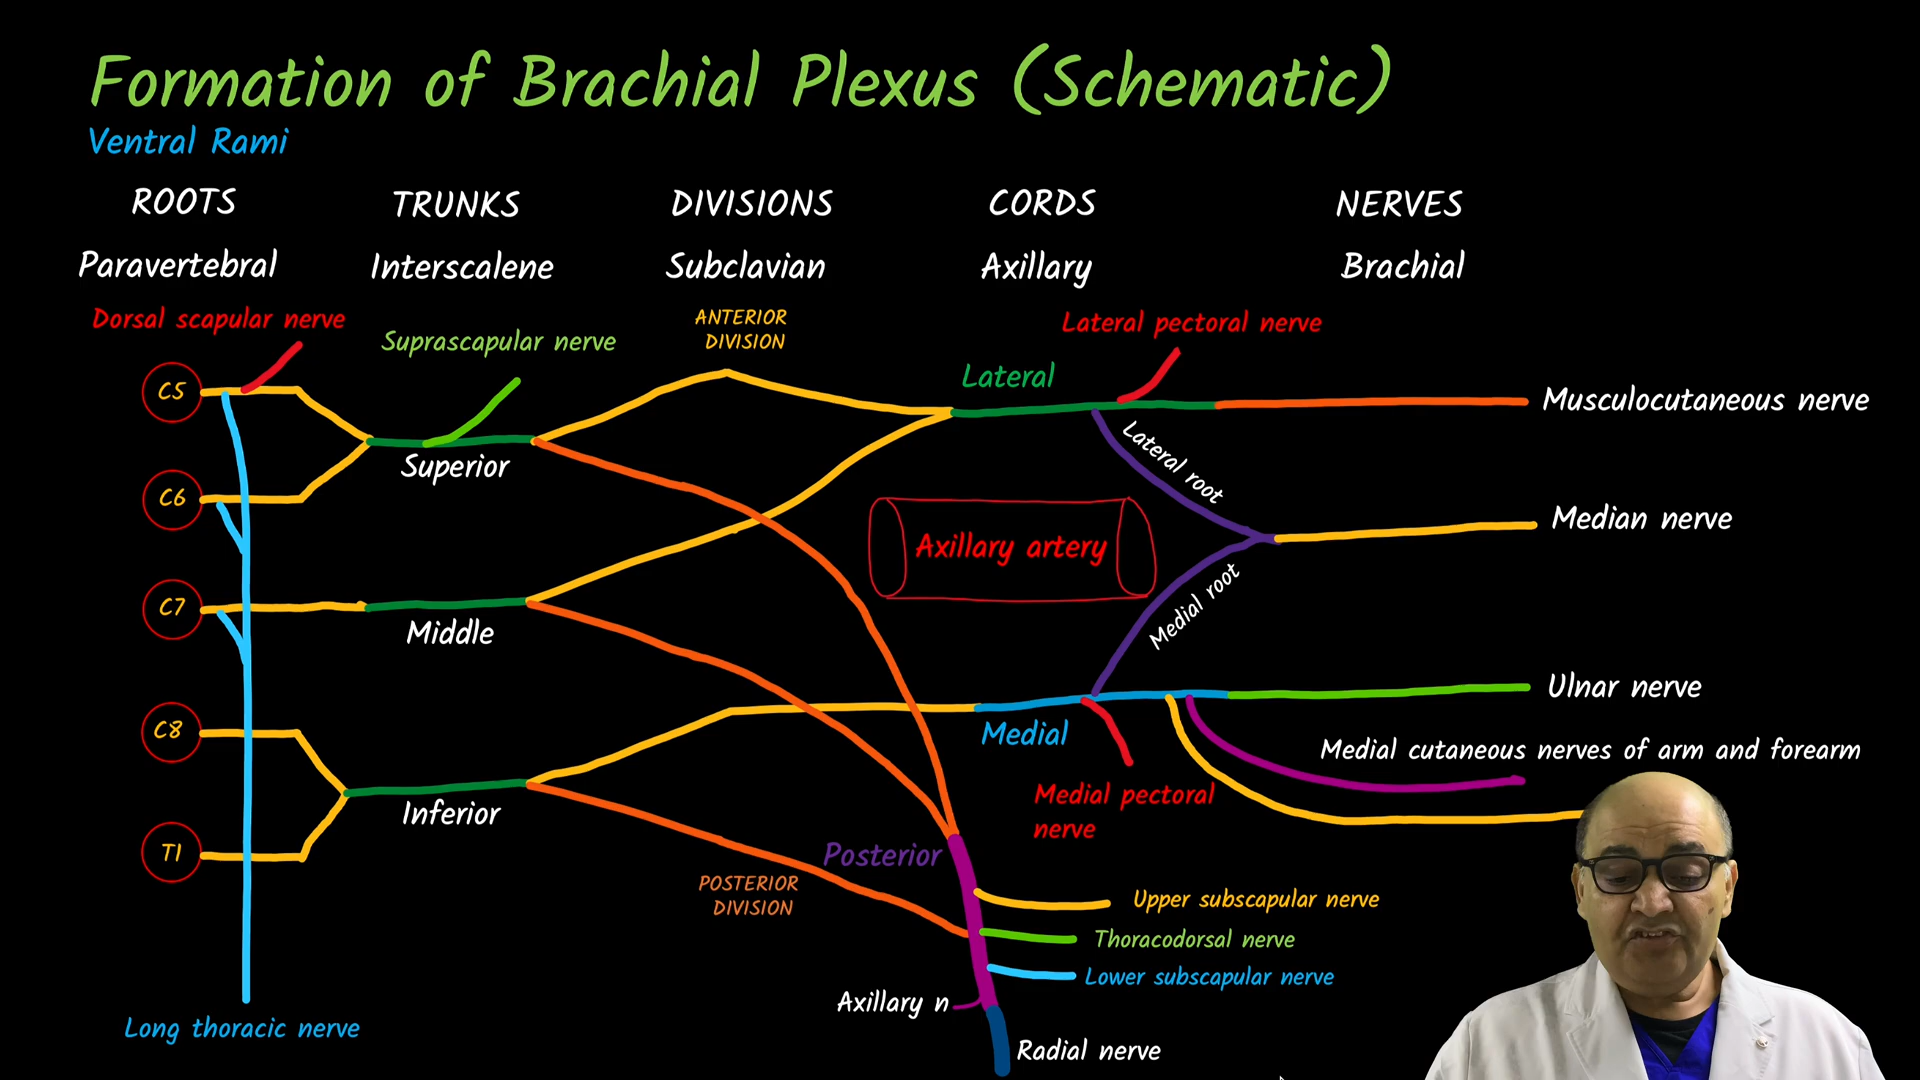 Formation of Brachial Plexus (Schematic)
Ventral Rami
ROOTS
TRUNKS
DIVISIONS
CORDS
NERVES
Paravertebral
Interscalene
Subclavian
Axillary
Brachial
Dorsal scapular nerve
Suprascapular nerve
ANTERIOR
DIVISION
Lateral pectoral nerve
C5
Lateral
Musculocutaneous nerve
Superior
Lateral root
C6
Axillary artery
Median nerve
C7
Middle
Medial root
C8
Medial
Ulnar nerve
Medial cutaneous nerves of arm and forearm
Inferior
Medial pectoral
nerve
T1
Posterior
POSTERIOR
DIVISION
Upper subscapular nerve
Thoracodorsal nerve
Lower subscapular nerve
Axillary n
Long thoracic nerve
Radial nerve